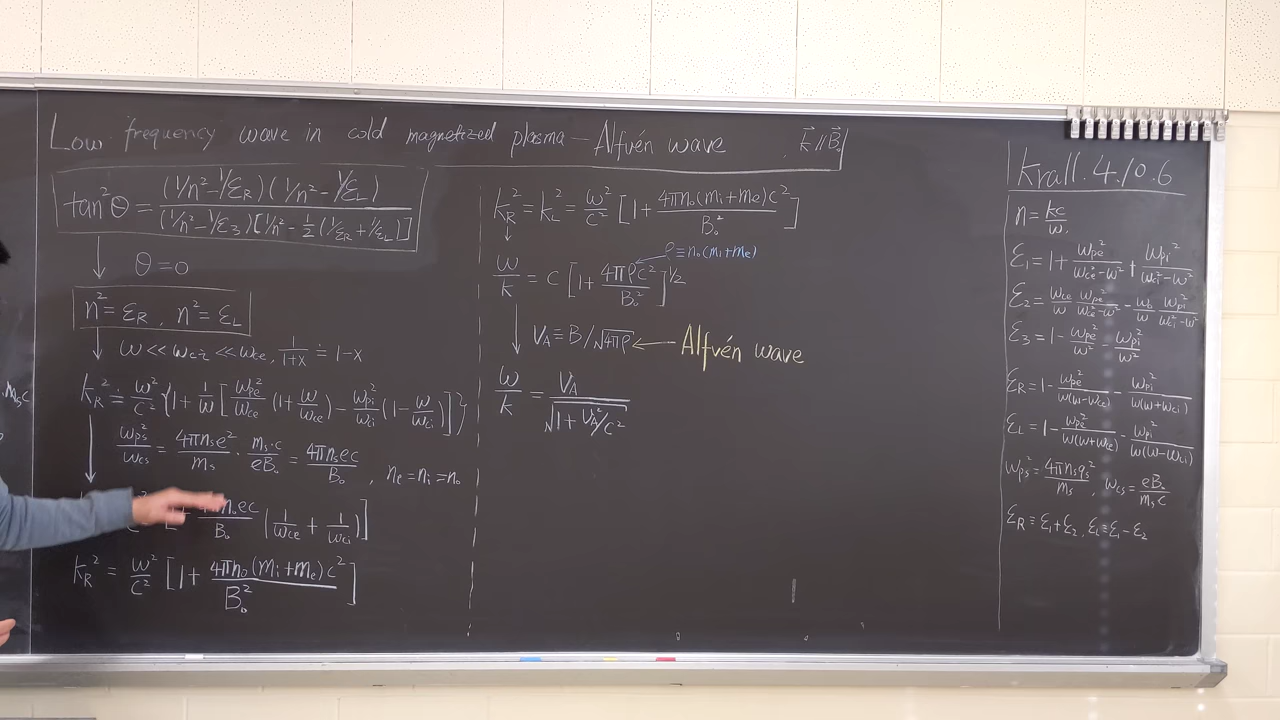 Low frequency wave in cold magnetized plasma — Alfvén wave k⃗ // B⃗₀
tan²θ = (1/n² - 1/ε_R)(1/n² - 1/ε_L) / (1/n² - 1/ε₃)[1/n² - 1/2 (1/ε_R + 1/ε_L)]
↓ θ = 0
n² = ε_R, n² = ε_L
↓ ω << ω_ci << ω_ce, 1/(1+x) ≐ 1-x
k_R² ≐ ω²/c² {1 + 1/ω [ω_pe²/ω_ce (1 + ω/ω_ce) - ω_pi²/ω_ci (1 - ω/ω_ci)]}
↓ ω_ps²/ω_cs = 4πn_s e²/m_s · m_s·c/eB₀ = 4πn_s ec/B₀, n_e = n_i = n₀
n₀ec/B₀ (1/ω_ce + 1/ω_ci)]
k_R² = ω²/c² [1 + 4πn₀(m_i+m_e)c²/B₀²]
k_R² = k_L² = ω²/c² [1 + 4πn₀(m_i+m_e)c²/B₀²]
↓ ρ ≡ n₀(m_i+m_e)
ω/k = c [1 + 4πρc²/B₀²]^1/2
↓ V_A ≡ B/√4πρ ← Alfvén wave
ω/k = V_A / √(1 + V_A²/c²)
Krall. 4.10.6
n = kc/ω
ε₁ = 1 + ω_pe²/(ω_ce² - ω²) + ω_pi²/(ω_ci² - ω²)
ε₂ = ω_ce/ω ω_pe²/(ω_ce² - ω²) - ω_pi²/(ω_ci² - ω²)
ε₃ = 1 - ω_pe²/ω² - ω_pi²/ω²
ε_R = 1 - ω_pe²/ω(ω - ω_ce) - ω_pi²/ω(ω + ω_ci)
ε_L = 1 - ω_pe²/ω(ω + ω_ce) - ω_pi²/ω(ω - ω_ci)
ω_ps² = 4πn_s q_s²/m_s, ω_cs = eB₀/m_s c
ε_R ≡ ε₁ + ε₂, ε_L ≡ ε₁ - ε₂